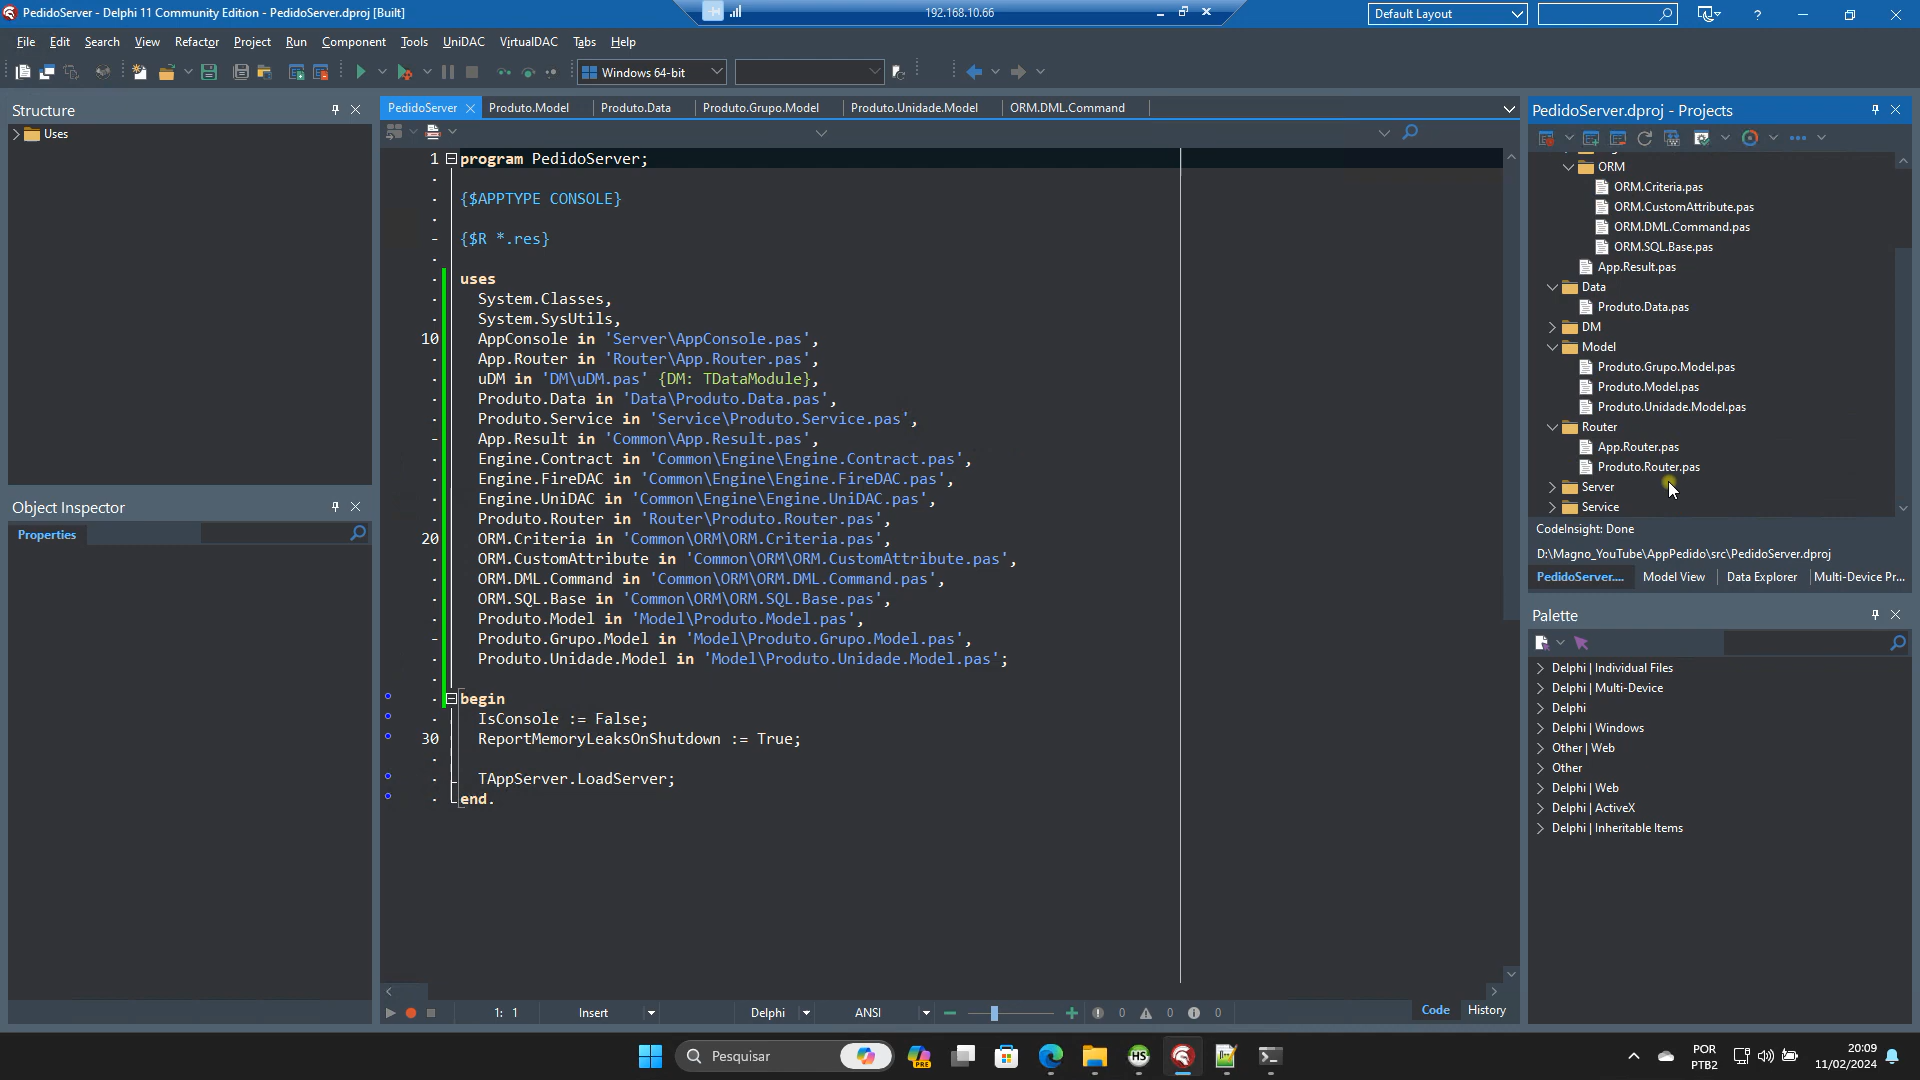 PedidoServer - Delphi 11 Community Edition - PedidoServer.dproj [Built]
192.168.10.66
Default Layout
File Edit Search View Refactor Project Run Component Tools UniDAC VirtualDAC Tabs Help
Windows 64-bit
Structure
Uses
Object Inspector
Properties
PedidoServer Produto.Model Produto.Data Produto.Grupo.Model Produto.Unidade.Model ORM.DML.Command
1 program PedidoServer;
{$APPTYPE CONSOLE}
{$R *.res}
uses
System.Classes,
System.SysUtils,
10 AppConsole in 'Server\AppConsole.pas',
App.Router in 'Router\App.Router.pas',
uDM in 'DM\uDM.pas' {DM: TDataModule},
Produto.Data in 'Data\Produto.Data.pas',
Produto.Service in 'Service\Produto.Service.pas',
App.Result in 'Common\App.Result.pas',
Engine.Contract in 'Common\Engine\Engine.Contract.pas',
Engine.FireDAC in 'Common\Engine\Engine.FireDAC.pas',
Engine.UniDAC in 'Common\Engine\Engine.UniDAC.pas',
Produto.Router in 'Router\Produto.Router.pas',
20 ORM.Criteria in 'Common\ORM\ORM.Criteria.pas',
ORM.CustomAttribute in 'Common\ORM\ORM.CustomAttribute.pas',
ORM.DML.Command in 'Common\ORM\ORM.DML.Command.pas',
ORM.SQL.Base in 'Common\ORM\ORM.SQL.Base.pas',
Produto.Model in 'Model\Produto.Model.pas',
Produto.Grupo.Model in 'Model\Produto.Grupo.Model.pas',
Produto.Unidade.Model in 'Model\Produto.Unidade.Model.pas';
begin
IsConsole := False;
30 ReportMemoryLeaksOnShutdown := True;
TAppServer.LoadServer;
end.
1: 1 Insert Delphi ANSI 0 0 0 Code History
PedidoServer.dproj - Projects
ORM
ORM.Criteria.pas
ORM.CustomAttribute.pas
ORM.DML.Command.pas
ORM.SQL.Base.pas
App.Result.pas
Data
Produto.Data.pas
DM
Model
Produto.Grupo.Model.pas
Produto.Model.pas
Produto.Unidade.Model.pas
Router
App.Router.pas
Produto.Router.pas
Server
Service
CodeInsight: Done
D:\Magno_YouTube\AppPedido\src\PedidoServer.dproj
PedidoServer.... Model View Data Explorer Multi-Device Pr...
Palette
Delphi | Individual Files
Delphi | Multi-Device
Delphi
Delphi | Windows
Other | Web
Other
Delphi | Web
Delphi | ActiveX
Delphi | Inheritable Items
Pesquisar
PRE
HS
POR
PTB2
20:09
11/02/2024